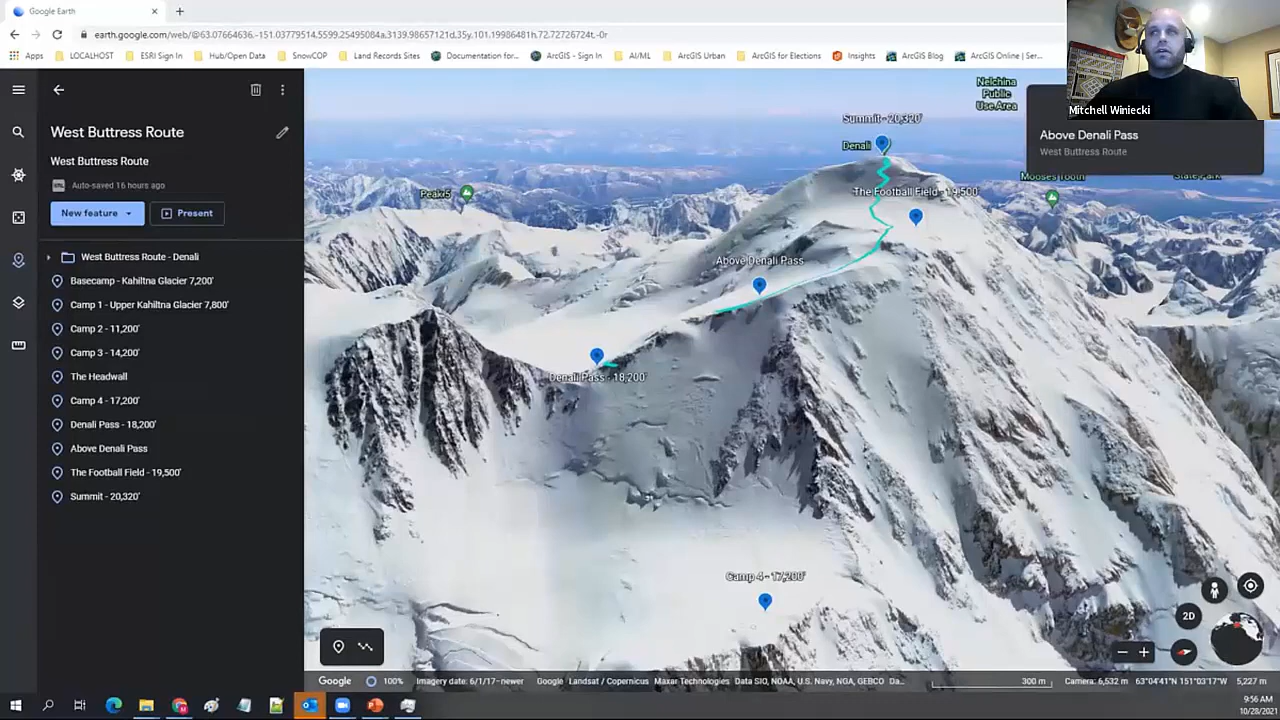 Google Earth
earth.google.com/web/@63.07664636,-151.03779514,5599.25495084a,3139.98657121d,35y,-101.19986481h,72.72726724t,-0r
Apps
LOCALHOST
ESRI Sign In
Hub/Open Data
SnowCOP
Land Records Sites
Documentation for...
ArcGIS - Sign In
AI/ML
ArcGIS Urban
ArcGIS for Elections
Insights
ArcGIS Blog
ArcGIS Online | Ser...
Mitchell Winiecki
West Buttress Route
West Buttress Route
Auto-saved 16 hours ago
New feature
Present
West Buttress Route - Denali
Basecamp - Kahiltna Glacier 7,200'
Camp 1 - Upper Kahiltna Glacier 7,800'
Camp 2 - 11,200'
Camp 3 - 14,200'
The Headwall
Camp 4 - 17,200'
Denali Pass - 18,200'
Above Denali Pass
The Football Field - 19,500'
Summit - 20,320'
Nelchina
Public
Use Area
Summit - 20,320'
Denali
Above Denali Pass
West Buttress Route
Mooses Tooth
State Park
Peak 5
The Football Field - 19,500'
Above Denali Pass
Denali Pass - 18,200'
Camp 4 - 17,200'
2D
Google
100%
Imagery date: 6/1/17-newer
Google
Landsat / Copernicus
Maxar Technologies
Data SIO, NOAA, U.S. Navy, NGA, GEBCO
Da...
300 m
Camera: 6,532 m
63°04'41"N 151°03'17"W
5,227 m
9:56 AM
10/28/2021